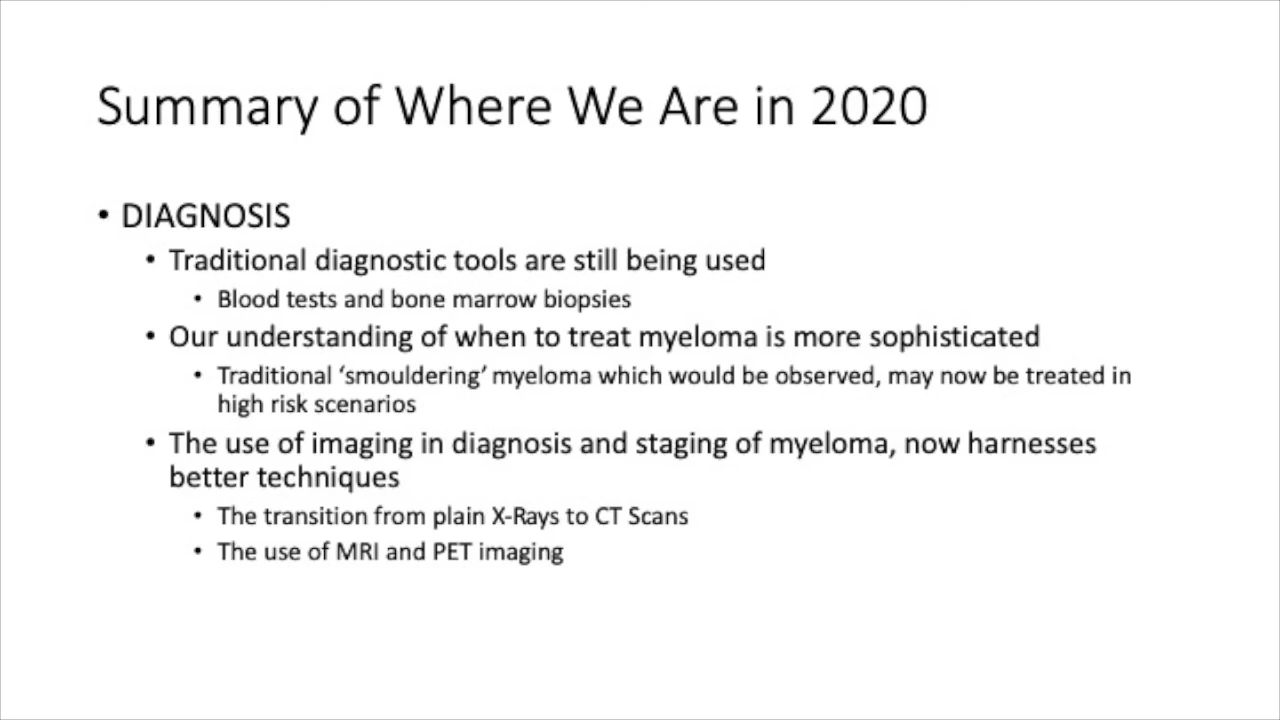 Summary of Where We Are in 2020
• DIAGNOSIS
• Traditional diagnostic tools are still being used
• Blood tests and bone marrow biopsies
• Our understanding of when to treat myeloma is more sophisticated
• Traditional ‘smouldering’ myeloma which would be observed, may now be treated in
high risk scenarios
• The use of imaging in diagnosis and staging of myeloma, now harnesses
better techniques
• The transition from plain X-Rays to CT Scans
• The use of MRI and PET imaging